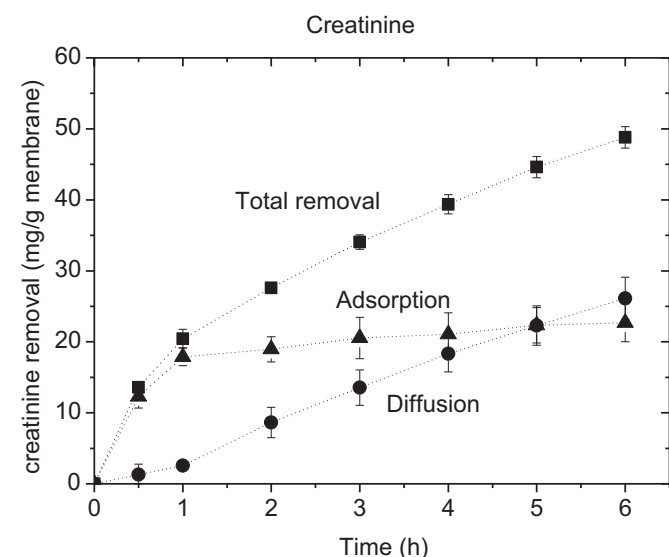 Creatinine
creatinine removal (mg/g membrane)
60
50
40
30
20
10
0
Total removal
Adsorption
Diffusion
0 1 2 3 4 5 6
Time (h)